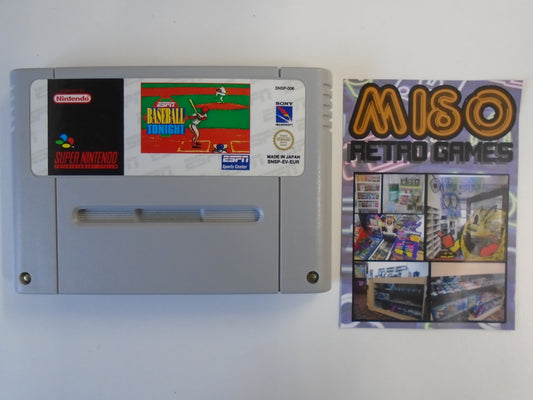 Nintendo
SUPER NINTENDO
ESPN
BASEBALL
TONIGHT
SNSP-006
SONY
MADE IN JAPAN
SNSP-EV-EUR
ESPN
Sports Center
MISO
RETRO GAMES